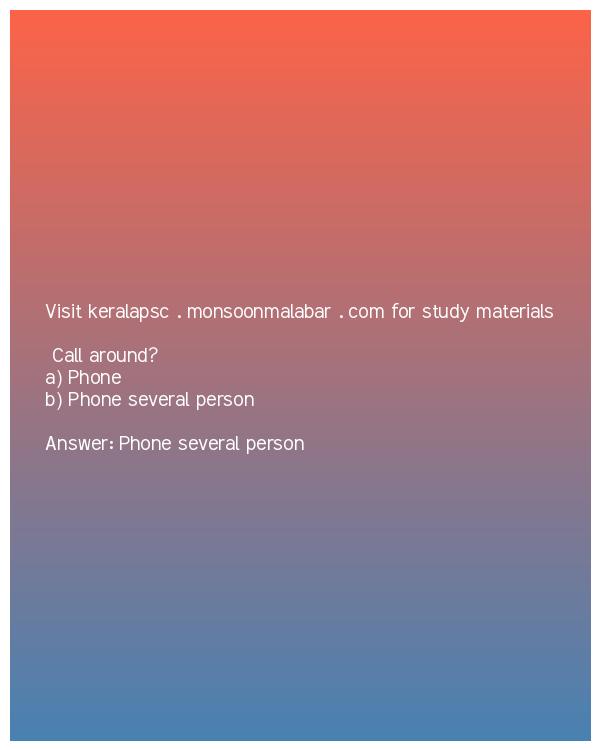 Visit keralapsc . monsoonmalabar . com for study materials
Call around?
a) Phone
b) Phone several person
Answer: Phone several person